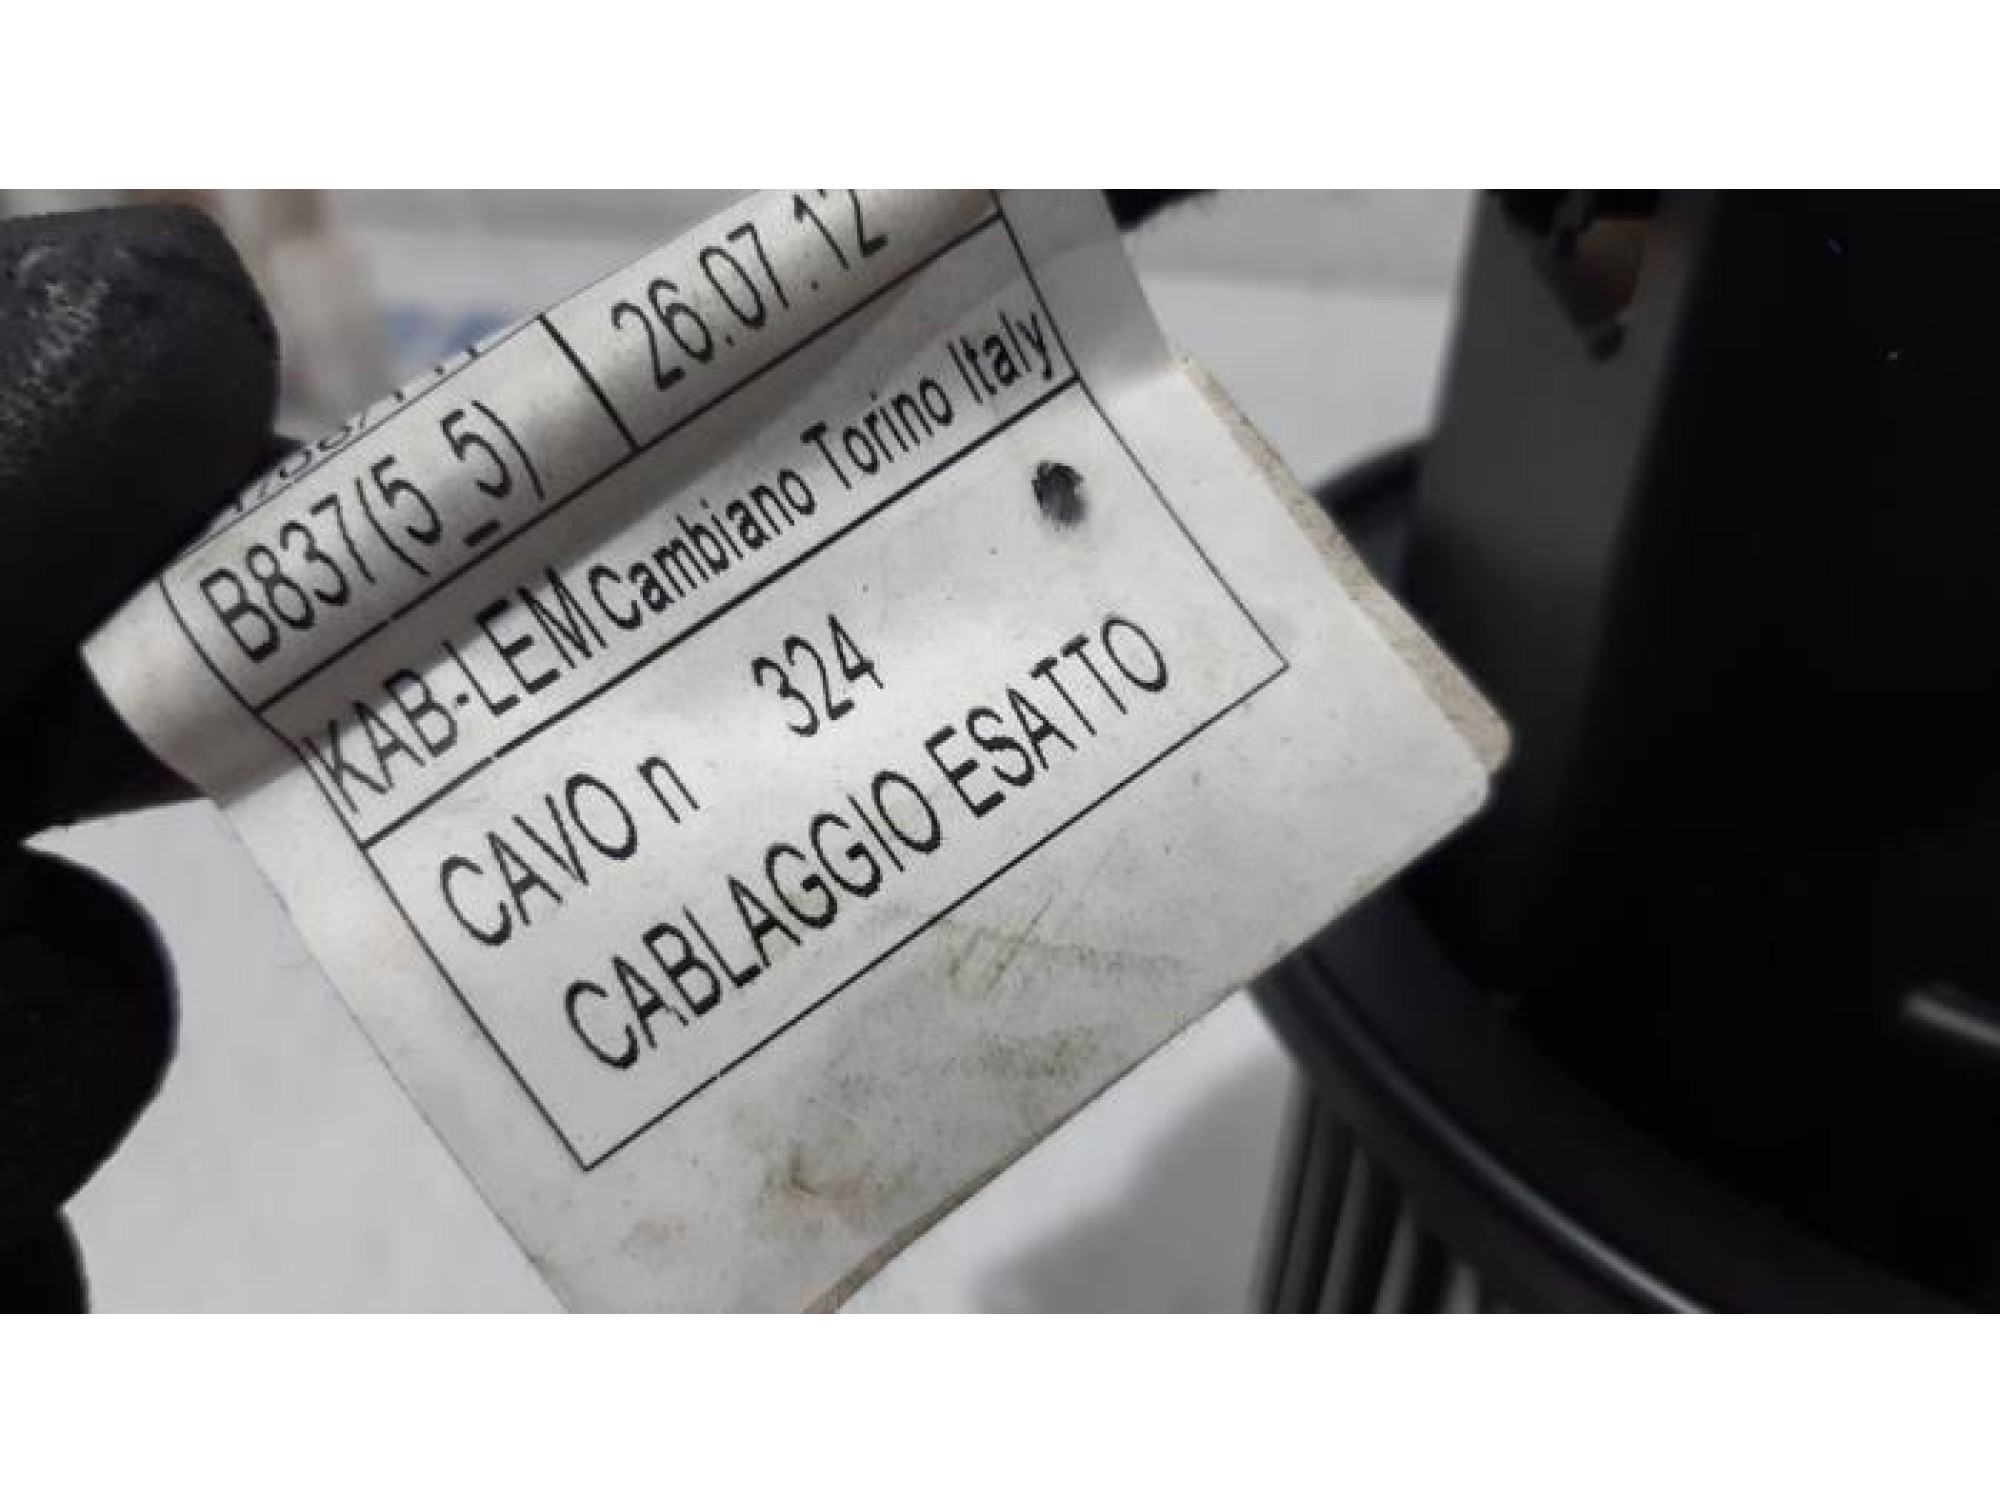 B837(5_5) 26.07.12
KAB-LEM Cambiano Torino Italy
CAVO n 324
CABLAGGIO ESATTO